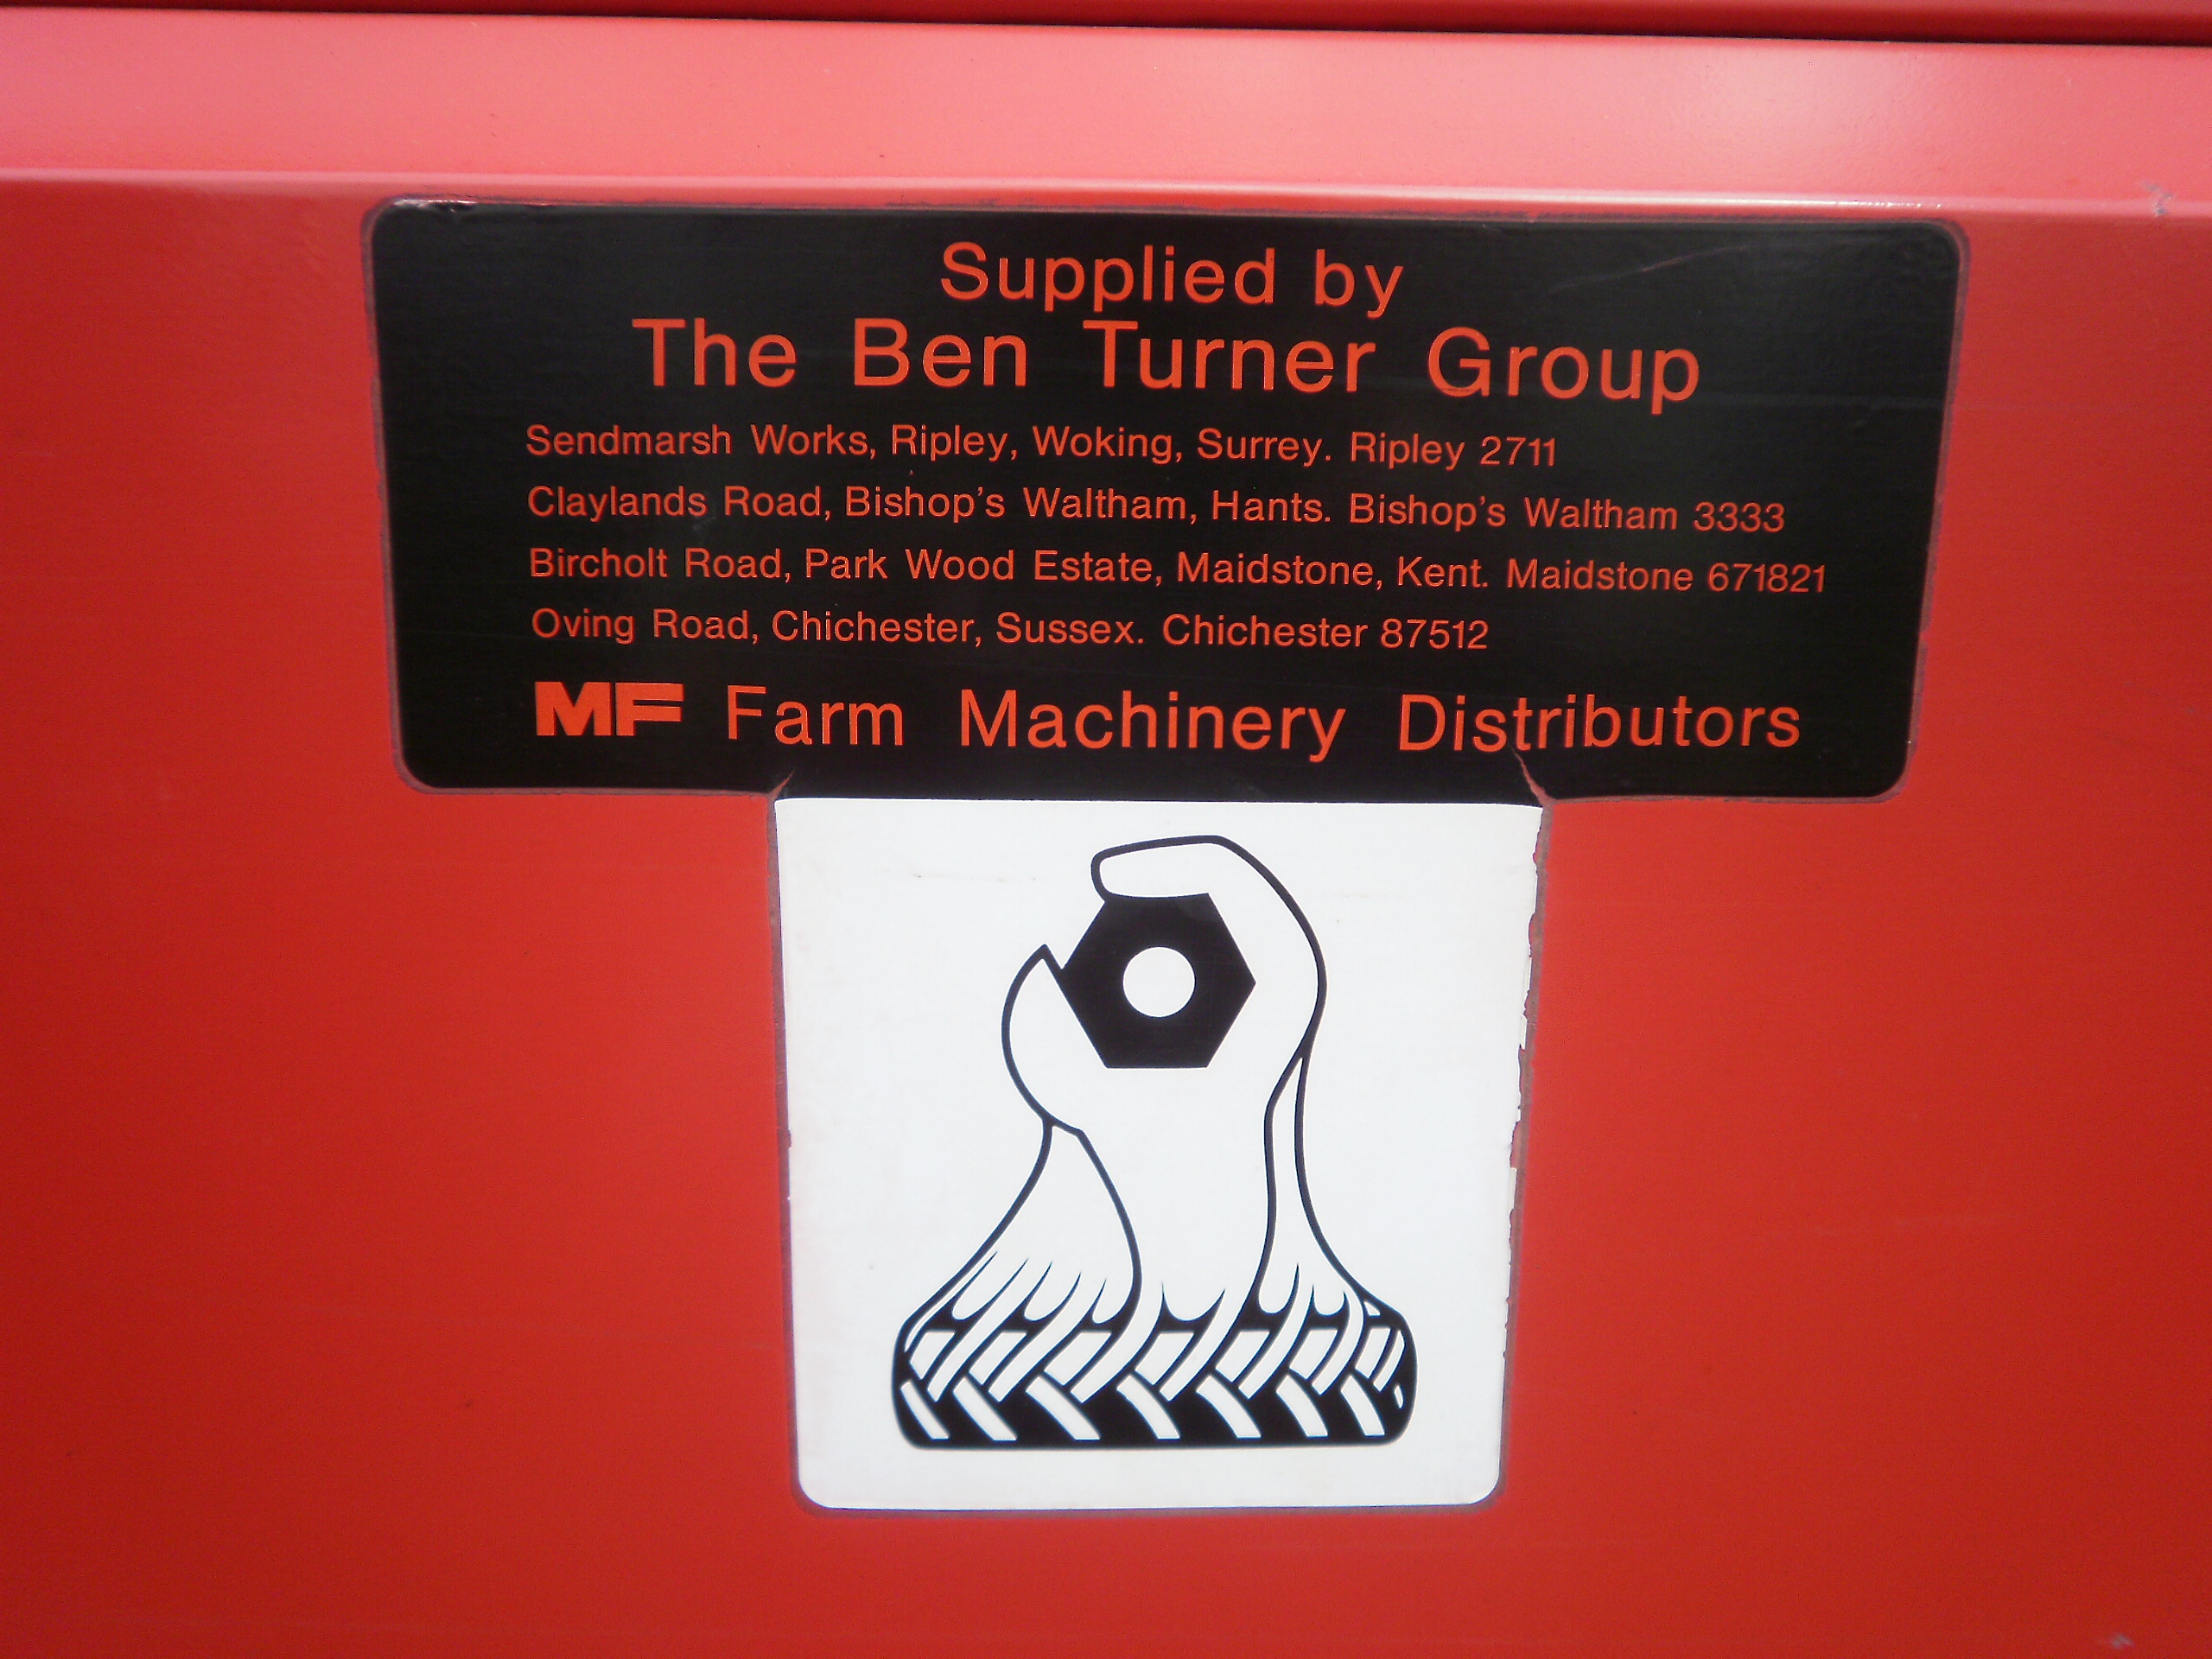 Supplied by
The Ben Turner Group
Sendmarsh Works, Ripley, Woking, Surrey. Ripley 2711
Claylands Road, Bishop's Waltham, Hants. Bishop's Waltham 3333
Bircholt Road, Park Wood Estate, Maidstone, Kent. Maidstone 671821
Oving Road, Chichester, Sussex. Chichester 87512
MF Farm Machinery Distributors